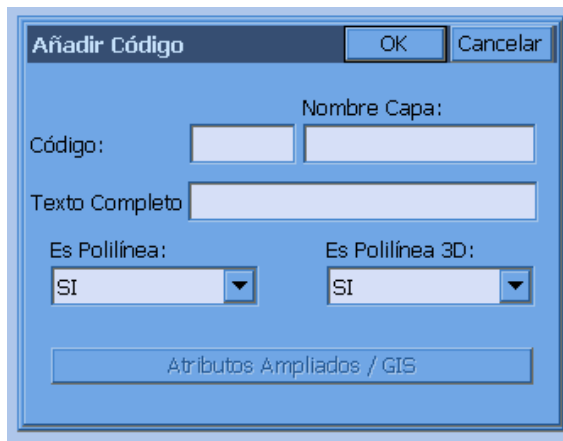 Añadir Código OK Cancelar
Nombre Capa:
Código:
Texto Completo
Es Polilínea: Es Polilínea 3D:
SI SI
Atributos Ampliados / GIS